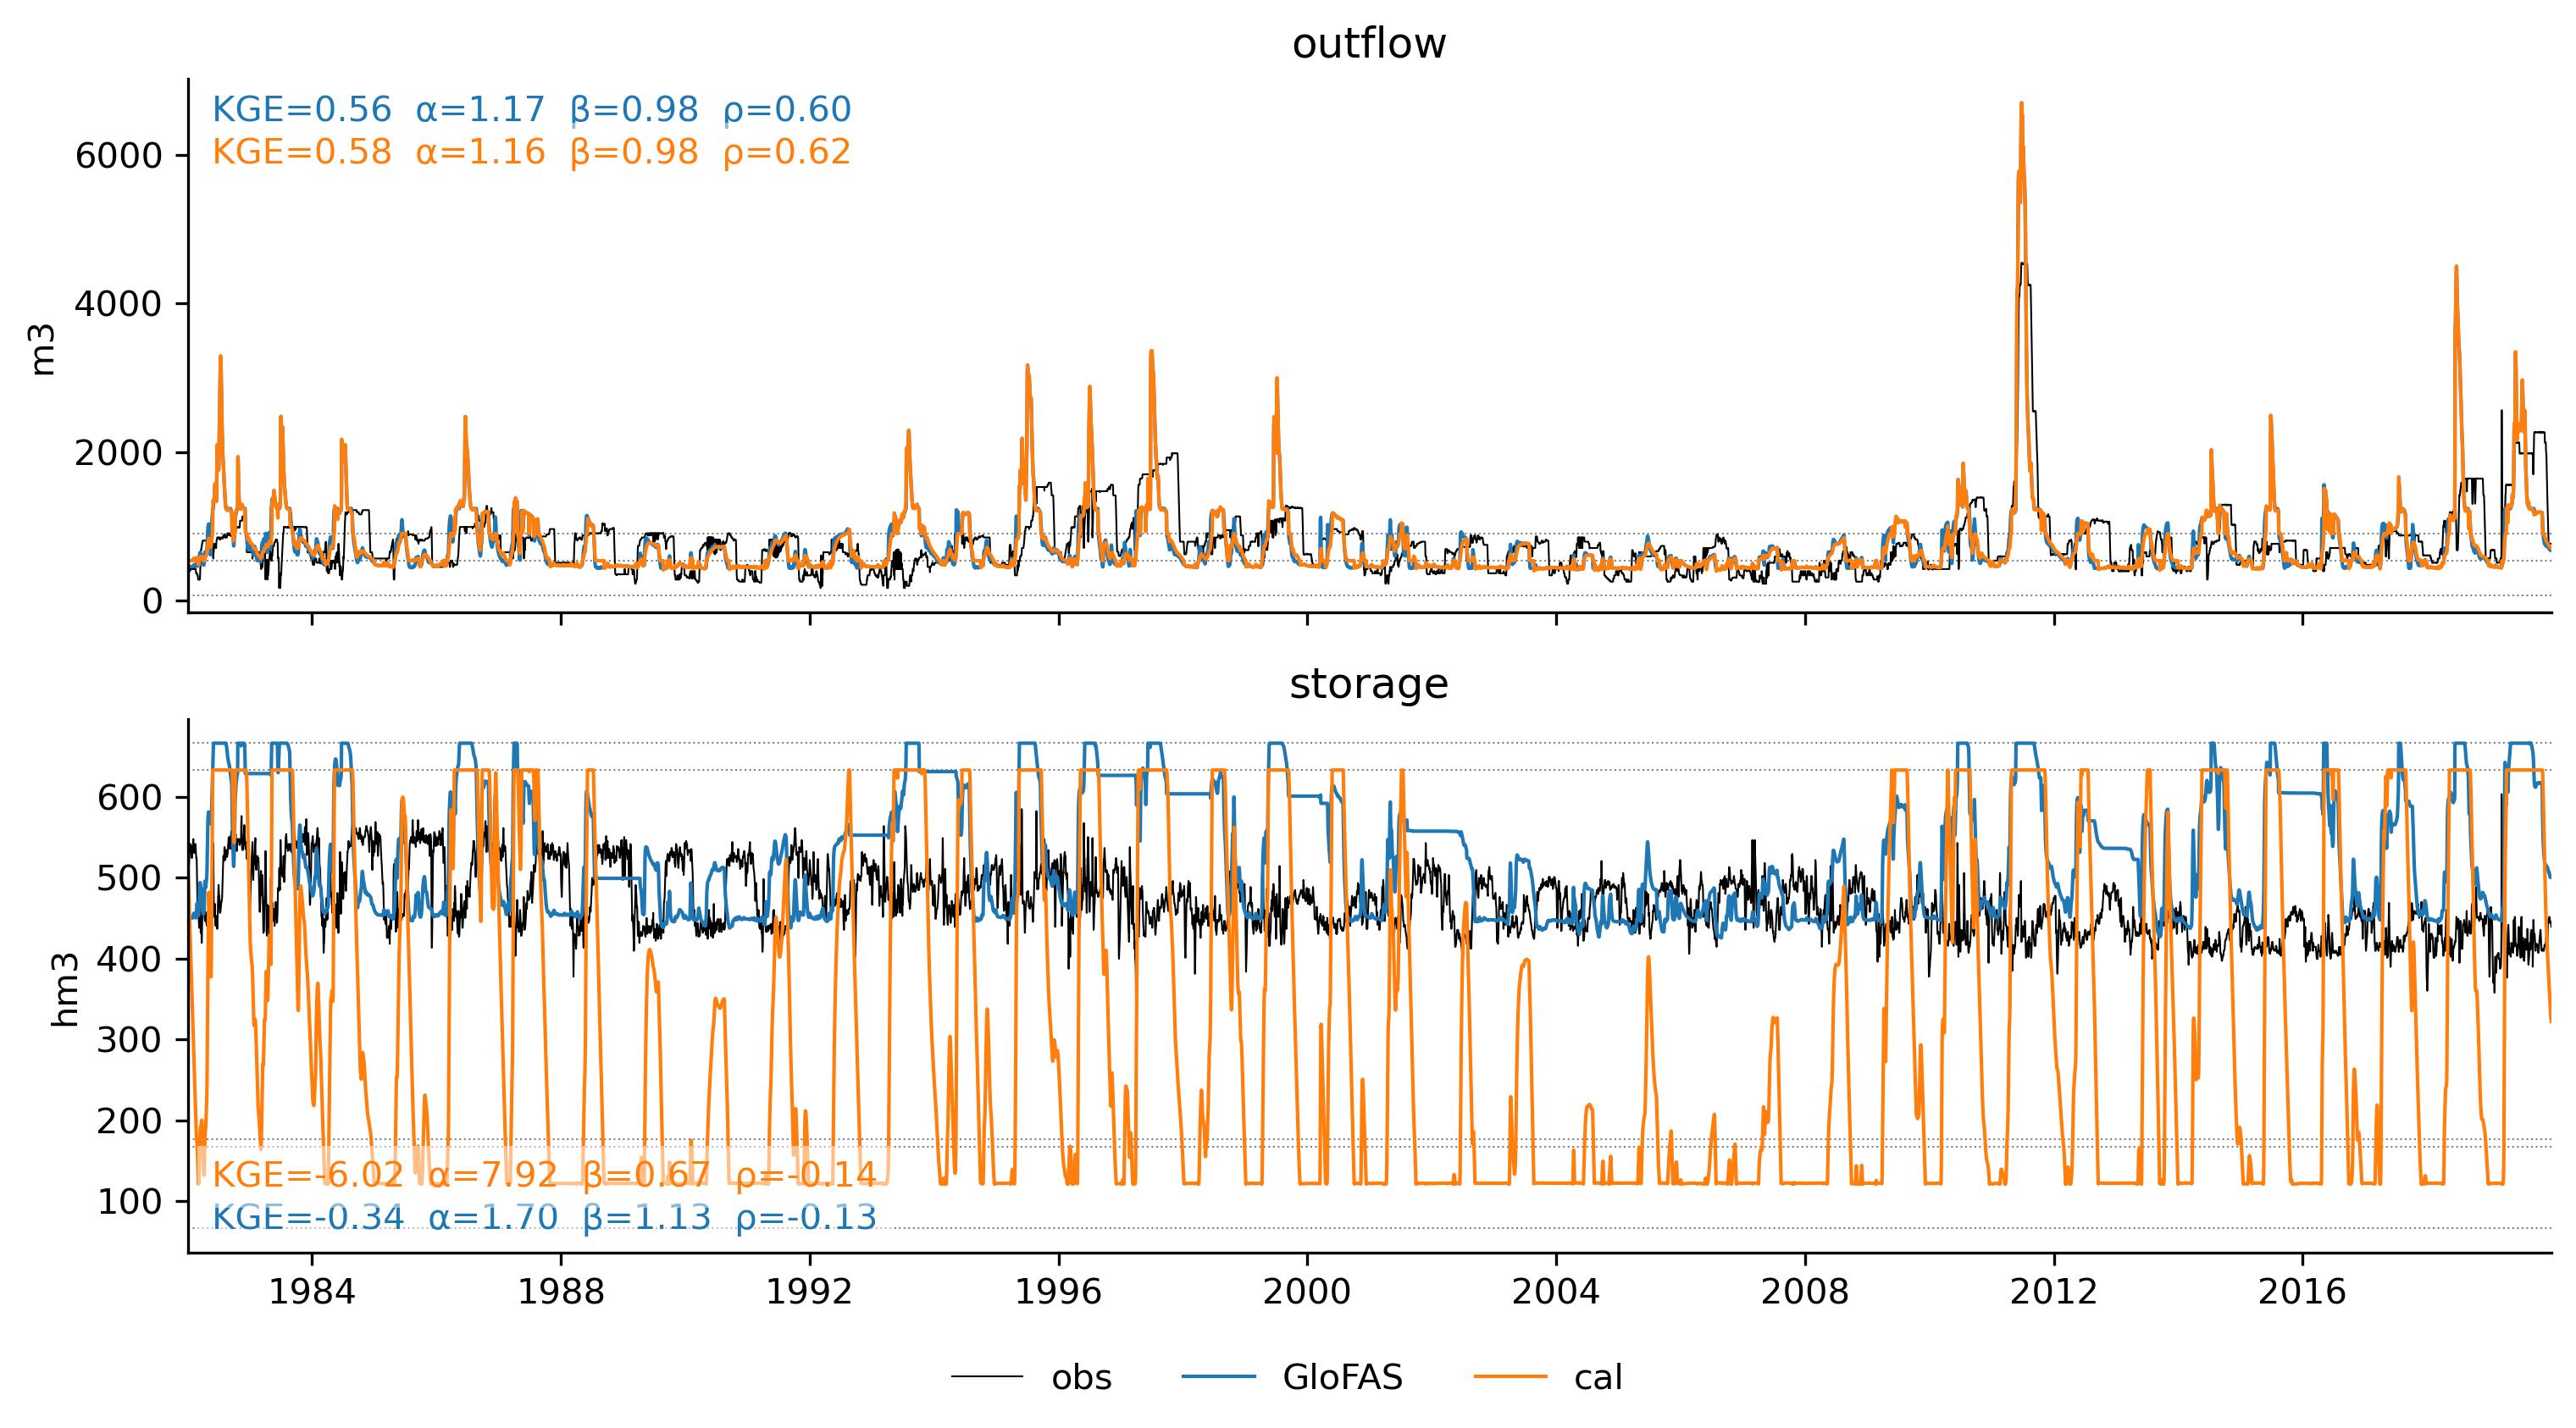 outflow
KGE=0.56 α=1.17 β=0.98 ρ=0.60
KGE=0.58 α=1.16 β=0.98 ρ=0.62
m3
6000
4000
2000
0
storage
hm3
600
500
400
300
200
100
KGE=-6.02 α=7.92 β=0.67 ρ=-0.14
KGE=-0.34 α=1.70 β=1.13 ρ=-0.13
1984 1988 1992 1996 2000 2004 2008 2012 2016
obs GloFAS cal